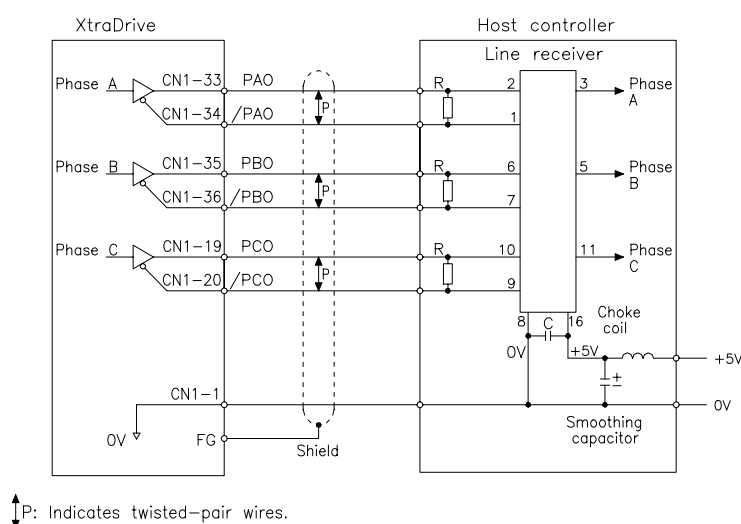 XtraDrive
Host controller
Line receiver
Phase A
CN1-33
PAO
CN1-34
/PAO
P
R
2
1
3
Phase A
Phase B
CN1-35
PBO
CN1-36
/PBO
P
R
6
7
5
Phase B
Phase C
CN1-19
PCO
CN1-20
/PCO
P
R
10
9
11
Phase C
8
C
16
Choke
coil
0V
+5V
+5V
±
CN1-1
0V
0V
FG
Shield
Smoothing
capacitor
P: Indicates twisted-pair wires.